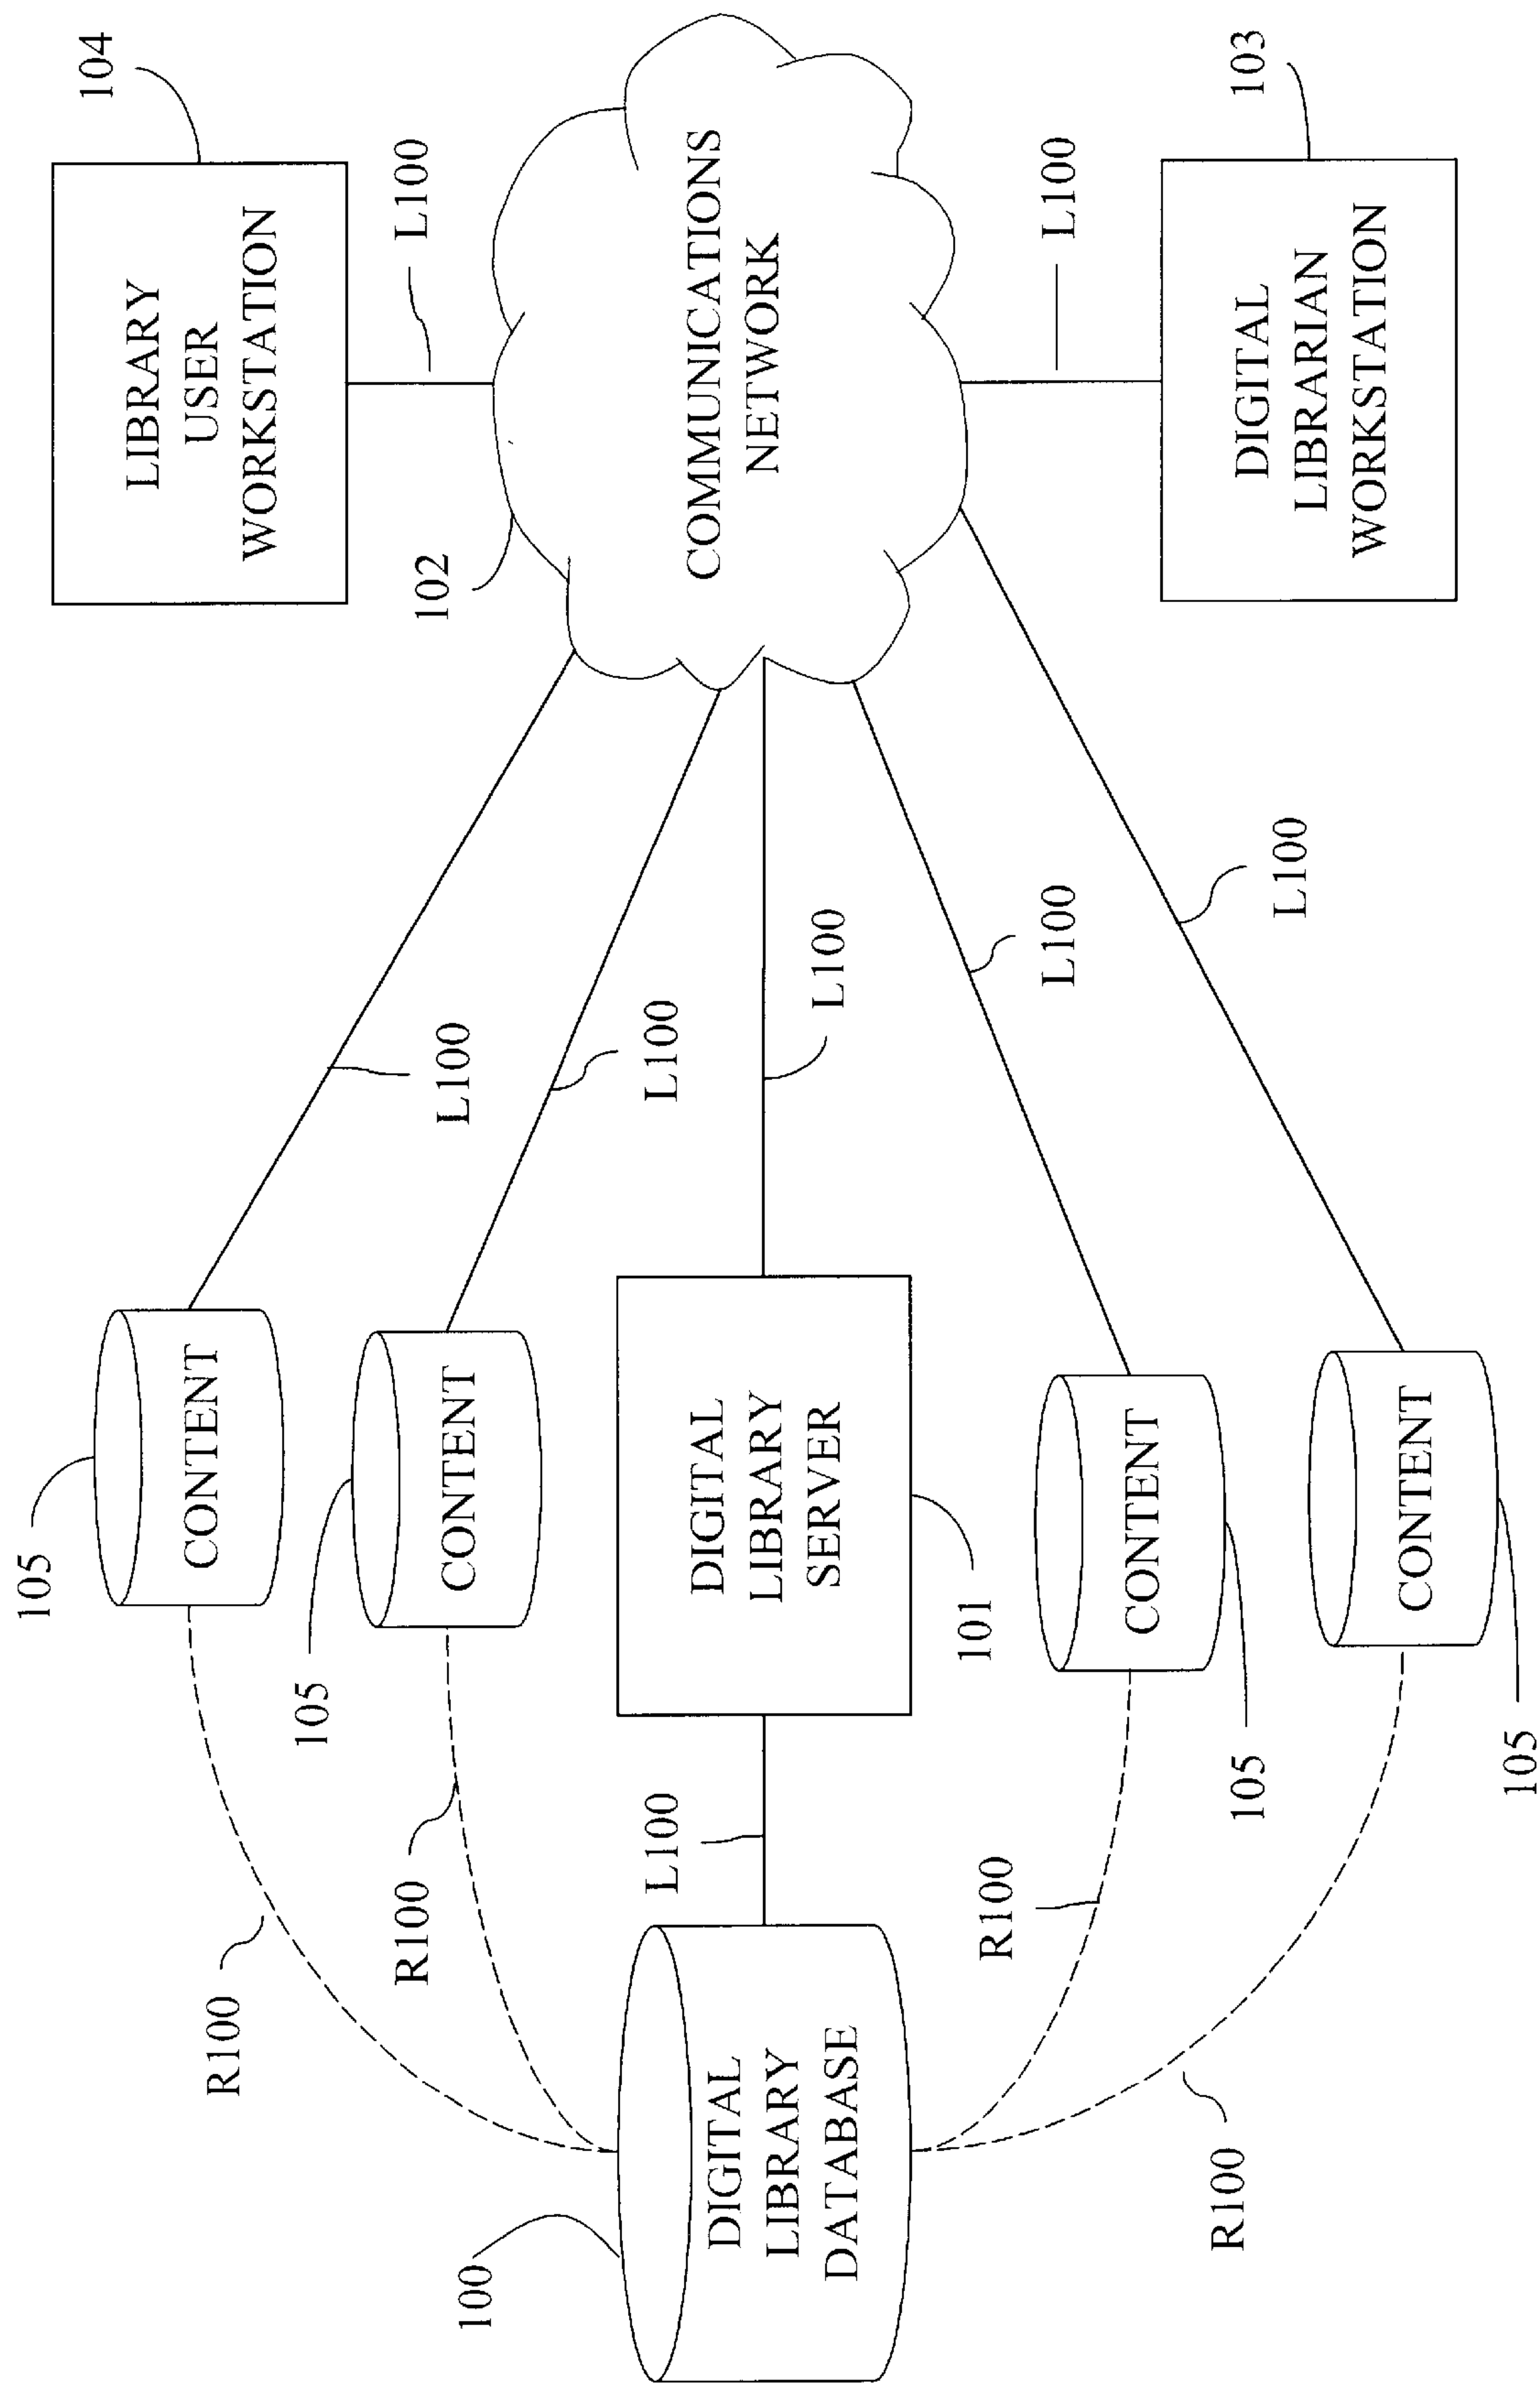 104
LIBRARY
USER
WORKSTATION
L100
102
COMMUNICATIONS
NETWORK
L100
103
DIGITAL
LIBRARIAN
WORKSTATION
105
CONTENT
L100
105
CONTENT
L100
DIGITAL
LIBRARY
SERVER
101
L100
CONTENT
105
L100
CONTENT
105
L100
R100
R100
L100
R100
R100
100
DIGITAL
LIBRARY
DATABASE